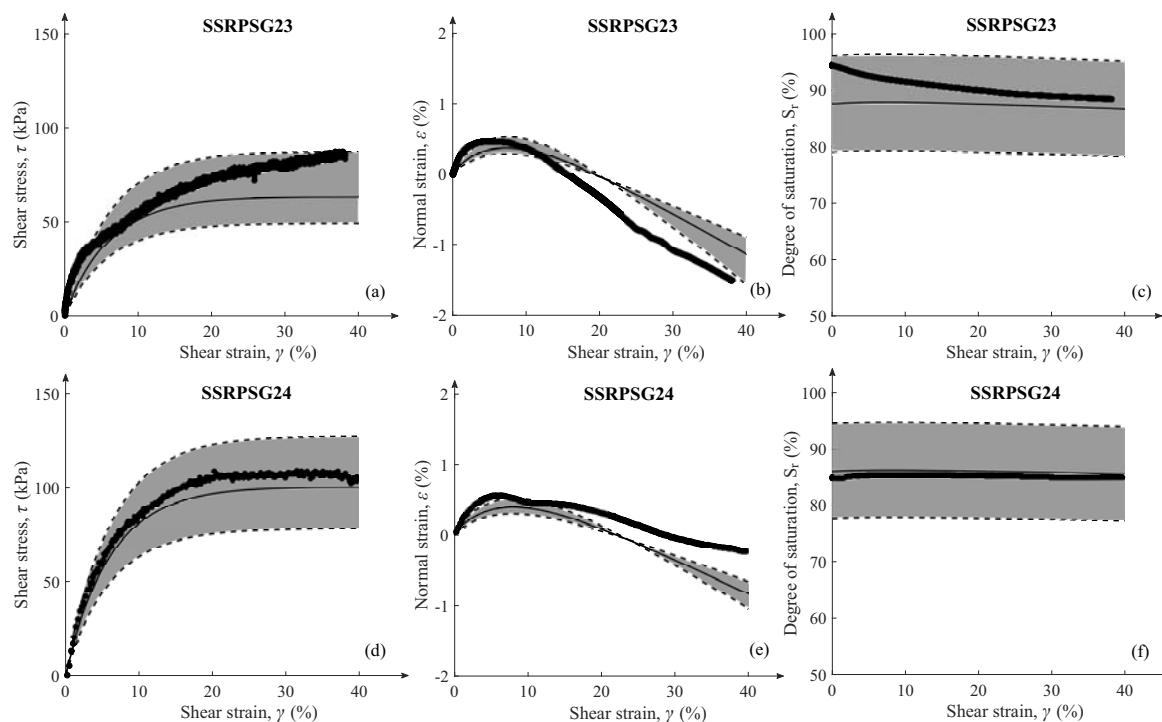 SSRPSG23
150
100
50
0
Shear stress, τ (kPa)
0 10 20 30 40
Shear strain, γ (%)
(a)
SSRPSG23
2
1
0
-1
-2
Normal strain, ε (%)
0 10 20 30 40
Shear strain, γ (%)
(b)
SSRPSG23
100
90
80
70
60
50
Degree of saturation, Sr (%)
0 10 20 30 40
Shear strain, γ (%)
(c)
SSRPSG24
150
100
50
0
Shear stress, τ (kPa)
0 10 20 30 40
Shear strain, γ (%)
(d)
SSRPSG24
2
1
0
-1
-2
Normal strain, ε (%)
0 10 20 30 40
Shear strain, γ (%)
(e)
SSRPSG24
100
90
80
70
60
50
Degree of saturation, Sr (%)
0 10 20 30 40
Shear strain, γ (%)
(f)